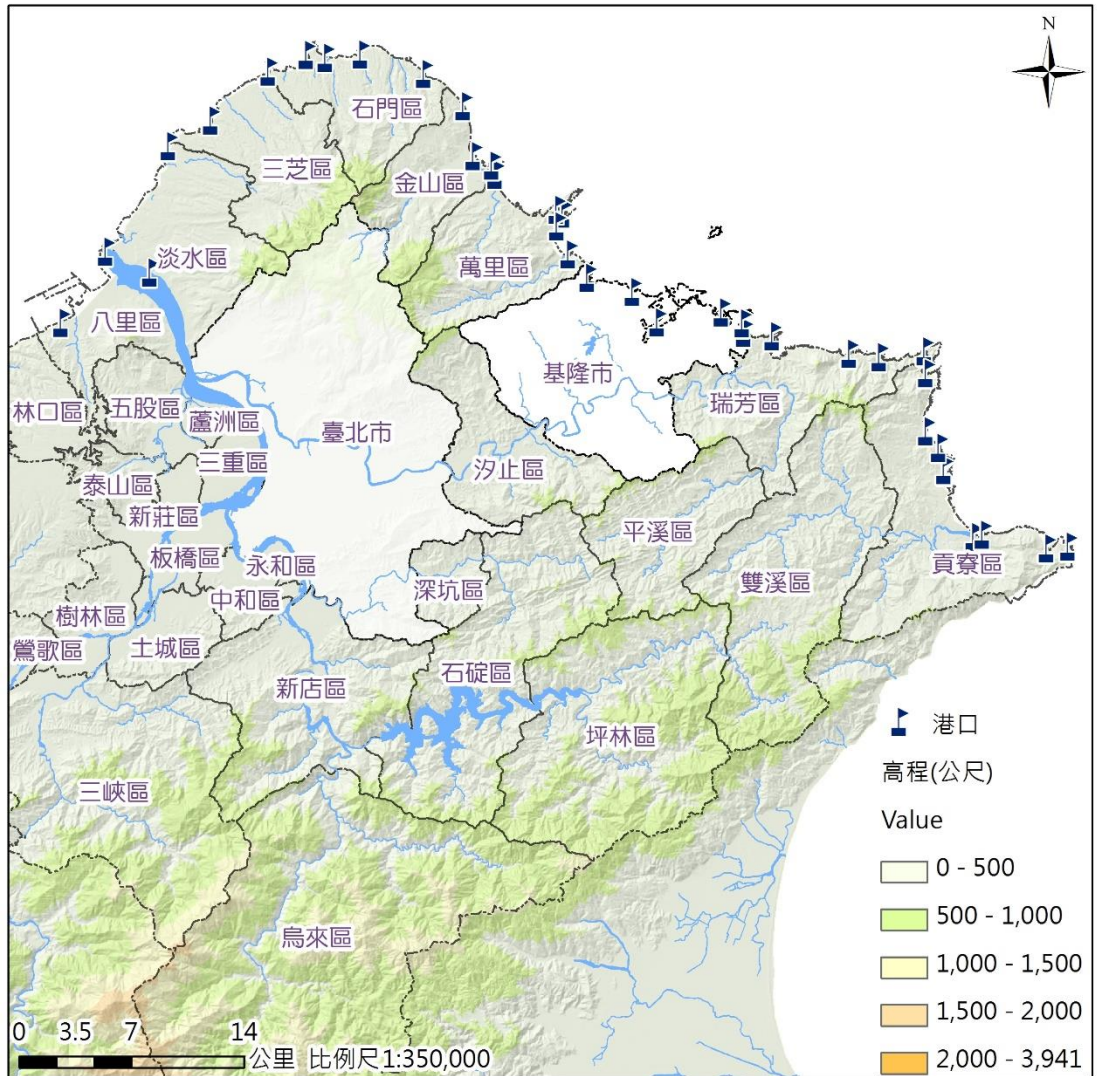 N
石門區
三芝區
金山區
淡水區
萬里區
八里區
基隆市
林口區
五股區
蘆洲區
臺北市
瑞芳區
三重區
汐止區
泰山區
新莊區
平溪區
板橋區
永和區
深坑區
雙溪區
貢寮區
樹林區
中和區
鶯歌區
土城區
新店區
石碇區
坪林區
三峽區
烏來區
港口
高程(公尺)
Value
0 - 500
500 - 1,000
1,000 - 1,500
1,500 - 2,000
2,000 - 3,941
0 3.5 7 14
公里 比例尺1:350,000